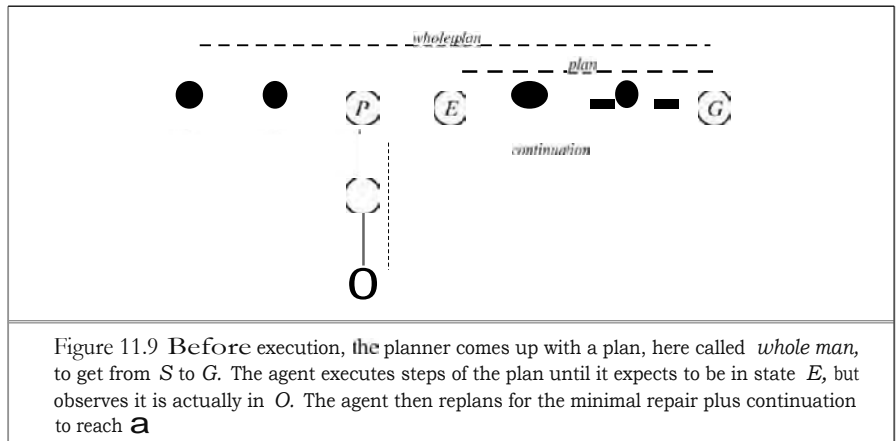 wholeplan
plan
P E G
continuation
O
Figure 11.9 Before execution, the planner comes up with a plan, here called whole man,
to get from S to G. The agent executes steps of the plan until it expects to be in state E, but
observes it is actually in O. The agent then replans for the minimal repair plus continuation
to reach a